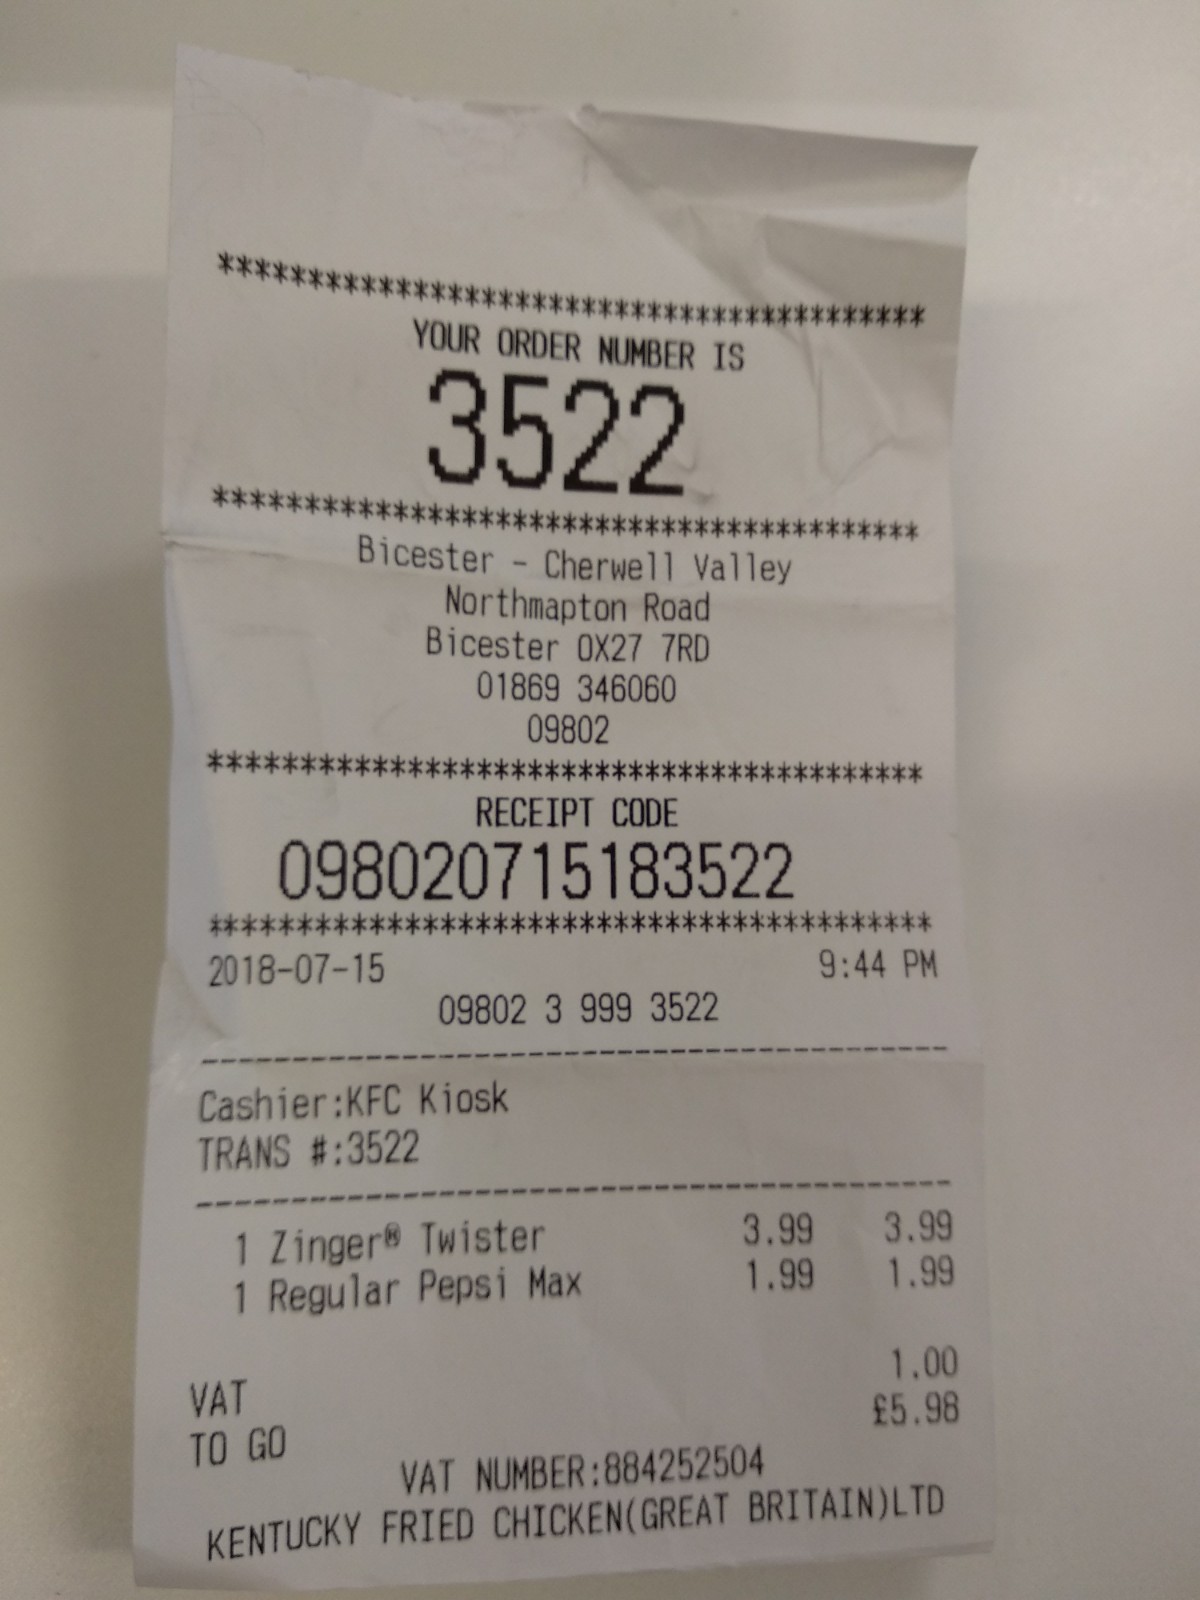 ******************************************
YOUR ORDER NUMBER IS
3522
******************************************
Bicester - Cherwell Valley
Northmapton Road
Bicester OX27 7RD
01869 346060
09802
******************************************
RECEIPT CODE
098020715183522
******************************************
2018-07-15 9:44 PM
09802 3 999 3522
------------------------------------------
Cashier:KFC Kiosk
TRANS #:3522
------------------------------------------
1 Zinger® Twister 3.99 3.99
1 Regular Pepsi Max 1.99 1.99
VAT 1.00
TO GO £5.98
VAT NUMBER:884252504
KENTUCKY FRIED CHICKEN(GREAT BRITAIN)LTD